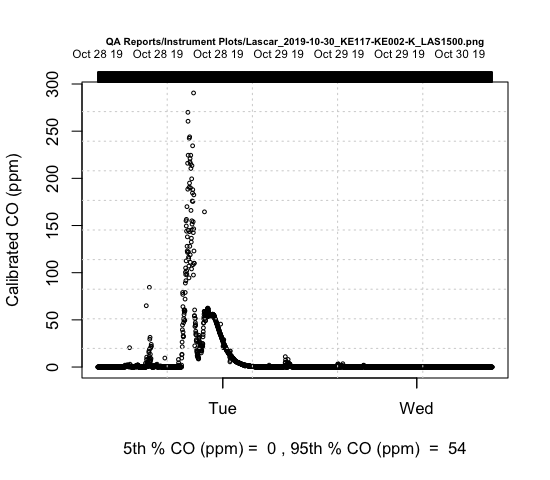 QA Reports/Instrument Plots/Lascar_2019-10-30_KE117-KE002-K_LAS1500.png
Oct 28 19 Oct 28 19 Oct 28 19 Oct 29 19 Oct 29 19 Oct 29 19 Oct 30 19
Calibrated CO (ppm)
300
200
150
100
50
0
Tue Wed
5th % CO (ppm) = 0 , 95th % CO (ppm) = 54